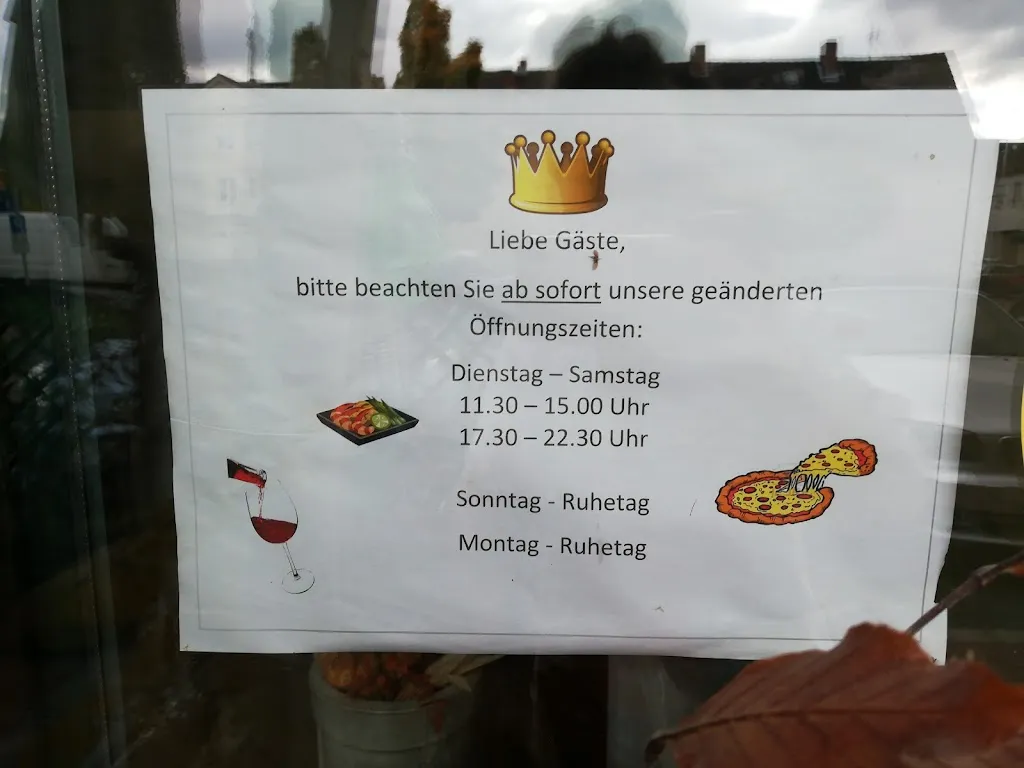 Liebe Gäste,
bitte beachten Sie ab sofort unsere geänderten
Öffnungszeiten:
Dienstag – Samstag
11.30 – 15.00 Uhr
17.30 – 22.30 Uhr
Sonntag - Ruhetag
Montag - Ruhetag